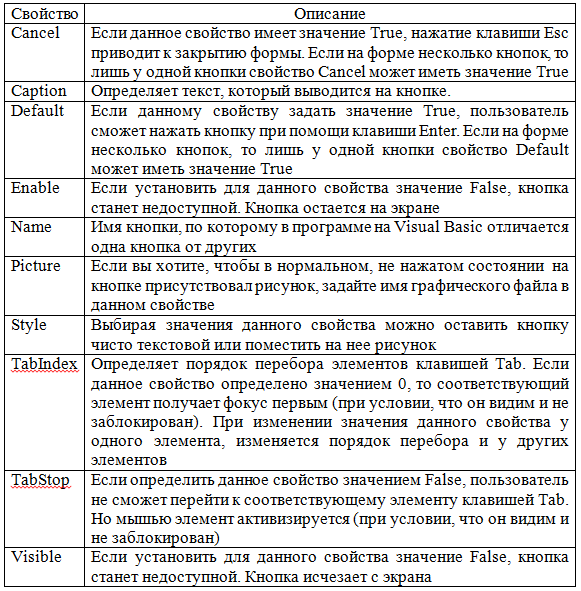 Свойство Описание
Cancel Если данное свойство имеет значение True, нажатие клавиши Esc
приводит к закрытию формы. Если на форме несколько кнопок, то
лишь у одной кнопки свойство Cancel может иметь значение True
Caption Определяет текст, который выводится на кнопке.
Default Если данному свойству задать значение True, пользователь
сможет нажать кнопку при помощи клавиши Enter. Если на форме
несколько кнопок, то лишь у одной кнопки свойство Default
может иметь значение True
Enable Если установить для данного свойства значение False, кнопка
станет недоступной. Кнопка остается на экране
Name Имя кнопки, по которому в программе на Visual Basic отличается
одна кнопка от других
Picture Если вы хотите, чтобы в нормальном, не нажатом состоянии на
кнопке присутствовал рисунок, задайте имя графического файла в
данном свойстве
Style Выбирая значения данного свойства можно оставить кнопку
чисто текстовой или поместить на нее рисунок
TabIndex Определяет порядок перебора элементов клавишей Tab. Если
данное свойство определено значением 0, то соответствующий
элемент получает фокус первым (при условии, что он видим и не
заблокирован). При изменении значения данного свойства у
одного элемента, изменяется порядок перебора и у других
элементов
TabStop Если определить данное свойство значением False, пользователь
не сможет перейти к соответствующему элементу клавишей Tab.
Но мышью элемент активизируется (при условии, что он видим и
не заблокирован)
Visible Если установить для данного свойства значение False, кнопка
станет недоступной. Кнопка исчезает с экрана